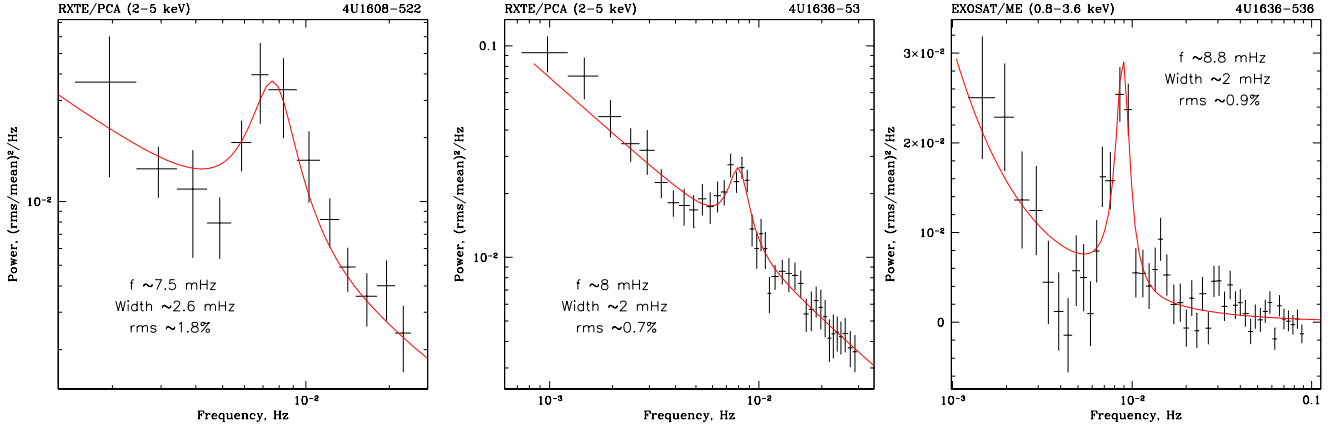 RXTE/PCA (2-5 keV) 4U1608-522
Power, (rms/mean)²/Hz
10⁻²
f ~7.5 mHz
Width ~2.6 mHz
rms ~1.8%
10⁻²
Frequency, Hz
RXTE/PCA (2-5 keV) 4U1636-53
Power, (rms/mean)²/Hz
0.1
10⁻²
f ~8 mHz
Width ~2 mHz
rms ~0.7%
10⁻³ 10⁻²
Frequency, Hz
EXOSAT/ME (0.8-3.6 keV) 4U1636-536
Power, (rms/mean)²/Hz
3×10⁻²
f ~8.8 mHz
Width ~2 mHz
rms ~0.9%
2×10⁻²
10⁻²
0
10⁻³ 10⁻² 0.1
Frequency, Hz